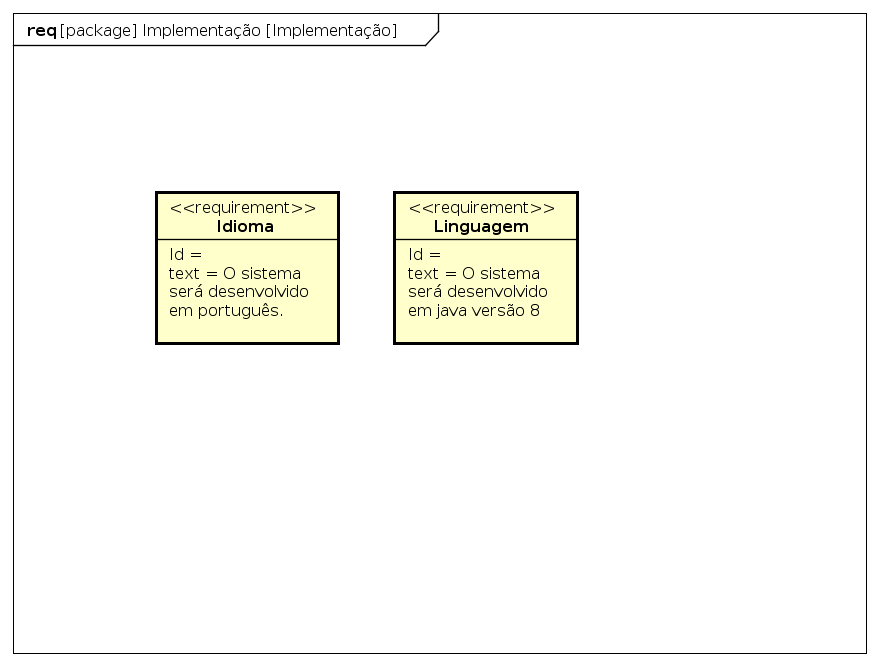 req [package] Implementação [Implementação]
<<requirement>>
Idioma
Id =
text = O sistema
será desenvolvido
em português.
<<requirement>>
Linguagem
Id =
text = O sistema
será desenvolvido
em java versão 8